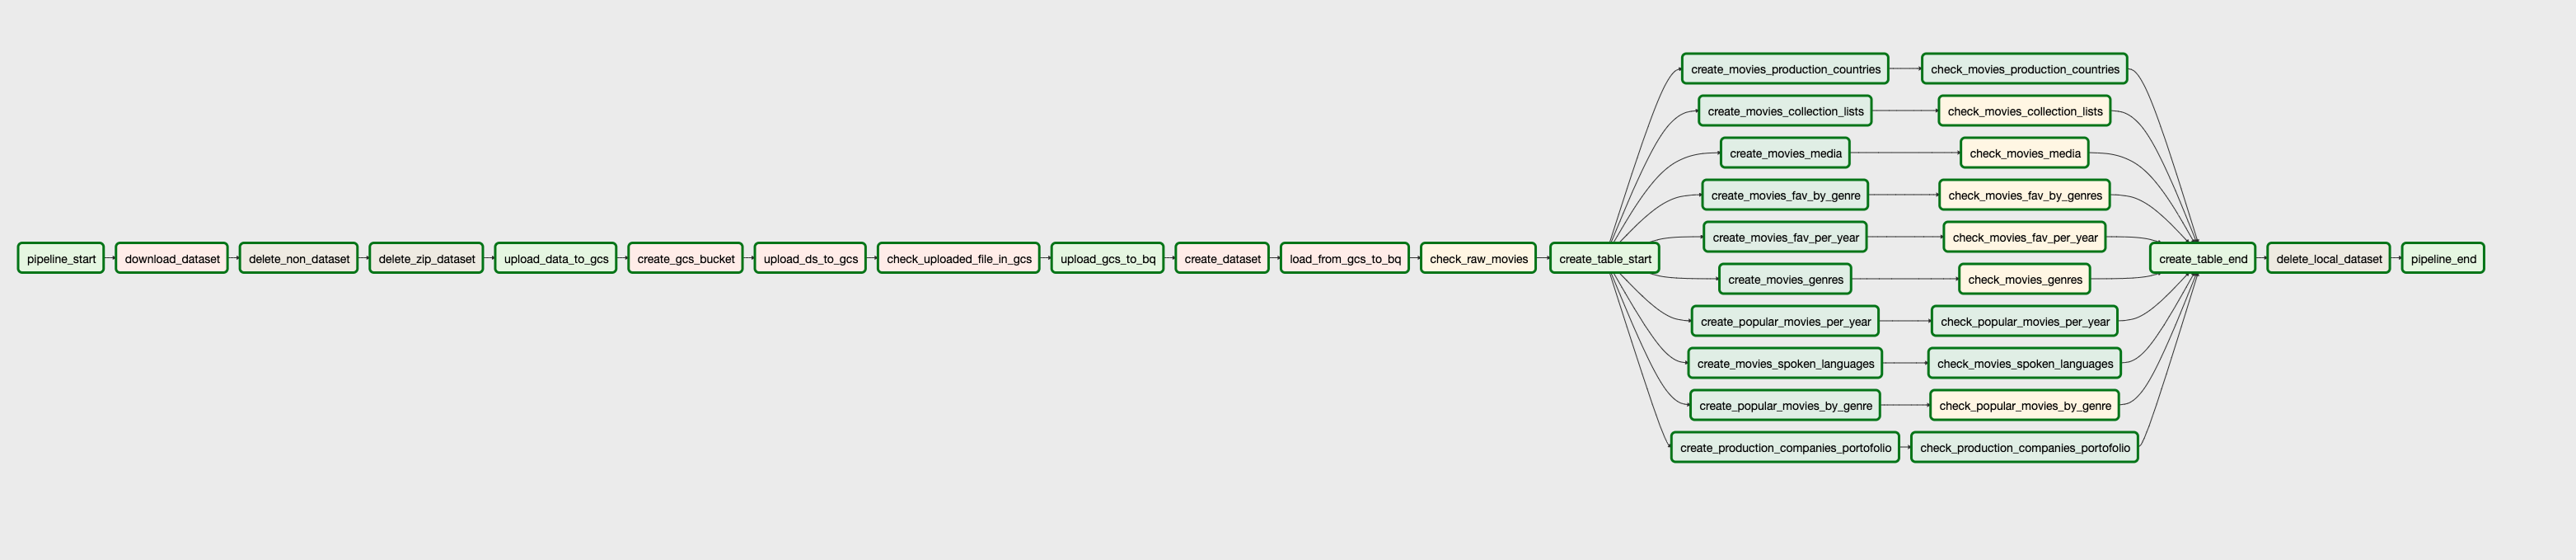 pipeline_start
download_dataset
delete_non_dataset
delete_zip_dataset
upload_data_to_gcs
create_gcs_bucket
upload_ds_to_gcs
check_uploaded_file_in_gcs
upload_gcs_to_bq
create_dataset
load_from_gcs_to_bq
check_raw_movies
create_table_start
create_movies_production_countries
check_movies_production_countries
create_movies_collection_lists
check_movies_collection_lists
create_movies_media
check_movies_media
create_movies_fav_by_genre
check_movies_fav_by_genres
create_movies_fav_per_year
check_movies_fav_per_year
create_movies_genres
check_movies_genres
create_popular_movies_per_year
check_popular_movies_per_year
create_movies_spoken_languages
check_movies_spoken_languages
create_popular_movies_by_genre
check_popular_movies_by_genre
create_production_companies_portofolio
check_production_companies_portofolio
create_table_end
delete_local_dataset
pipeline_end